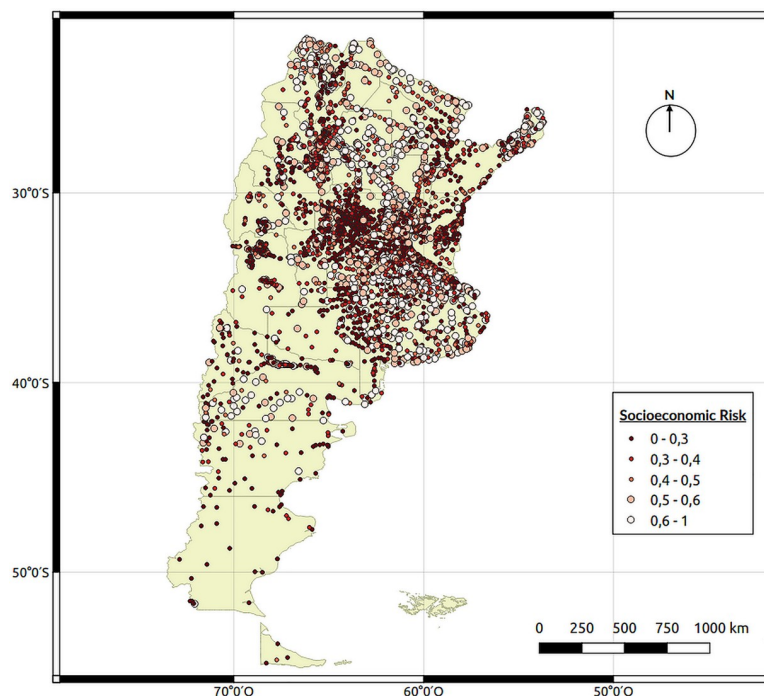 N
30°0'S
40°0'S
50°0'S
Socioeconomic Risk
0 - 0,3
0,3 - 0,4
0,4 - 0,5
0,5 - 0,6
0,6 - 1
0 250 500 750 1000 km
70°0'O 60°0'O 50°0'O